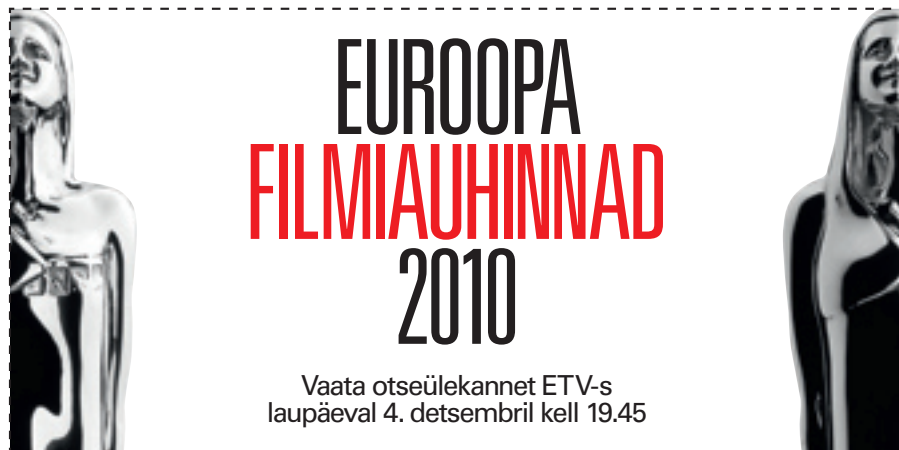 EUROOPA
FILMIAUHINNAD
2010
Vaata otseülekannet ETV-s
laupäeval 4. detsembril kell 19.45